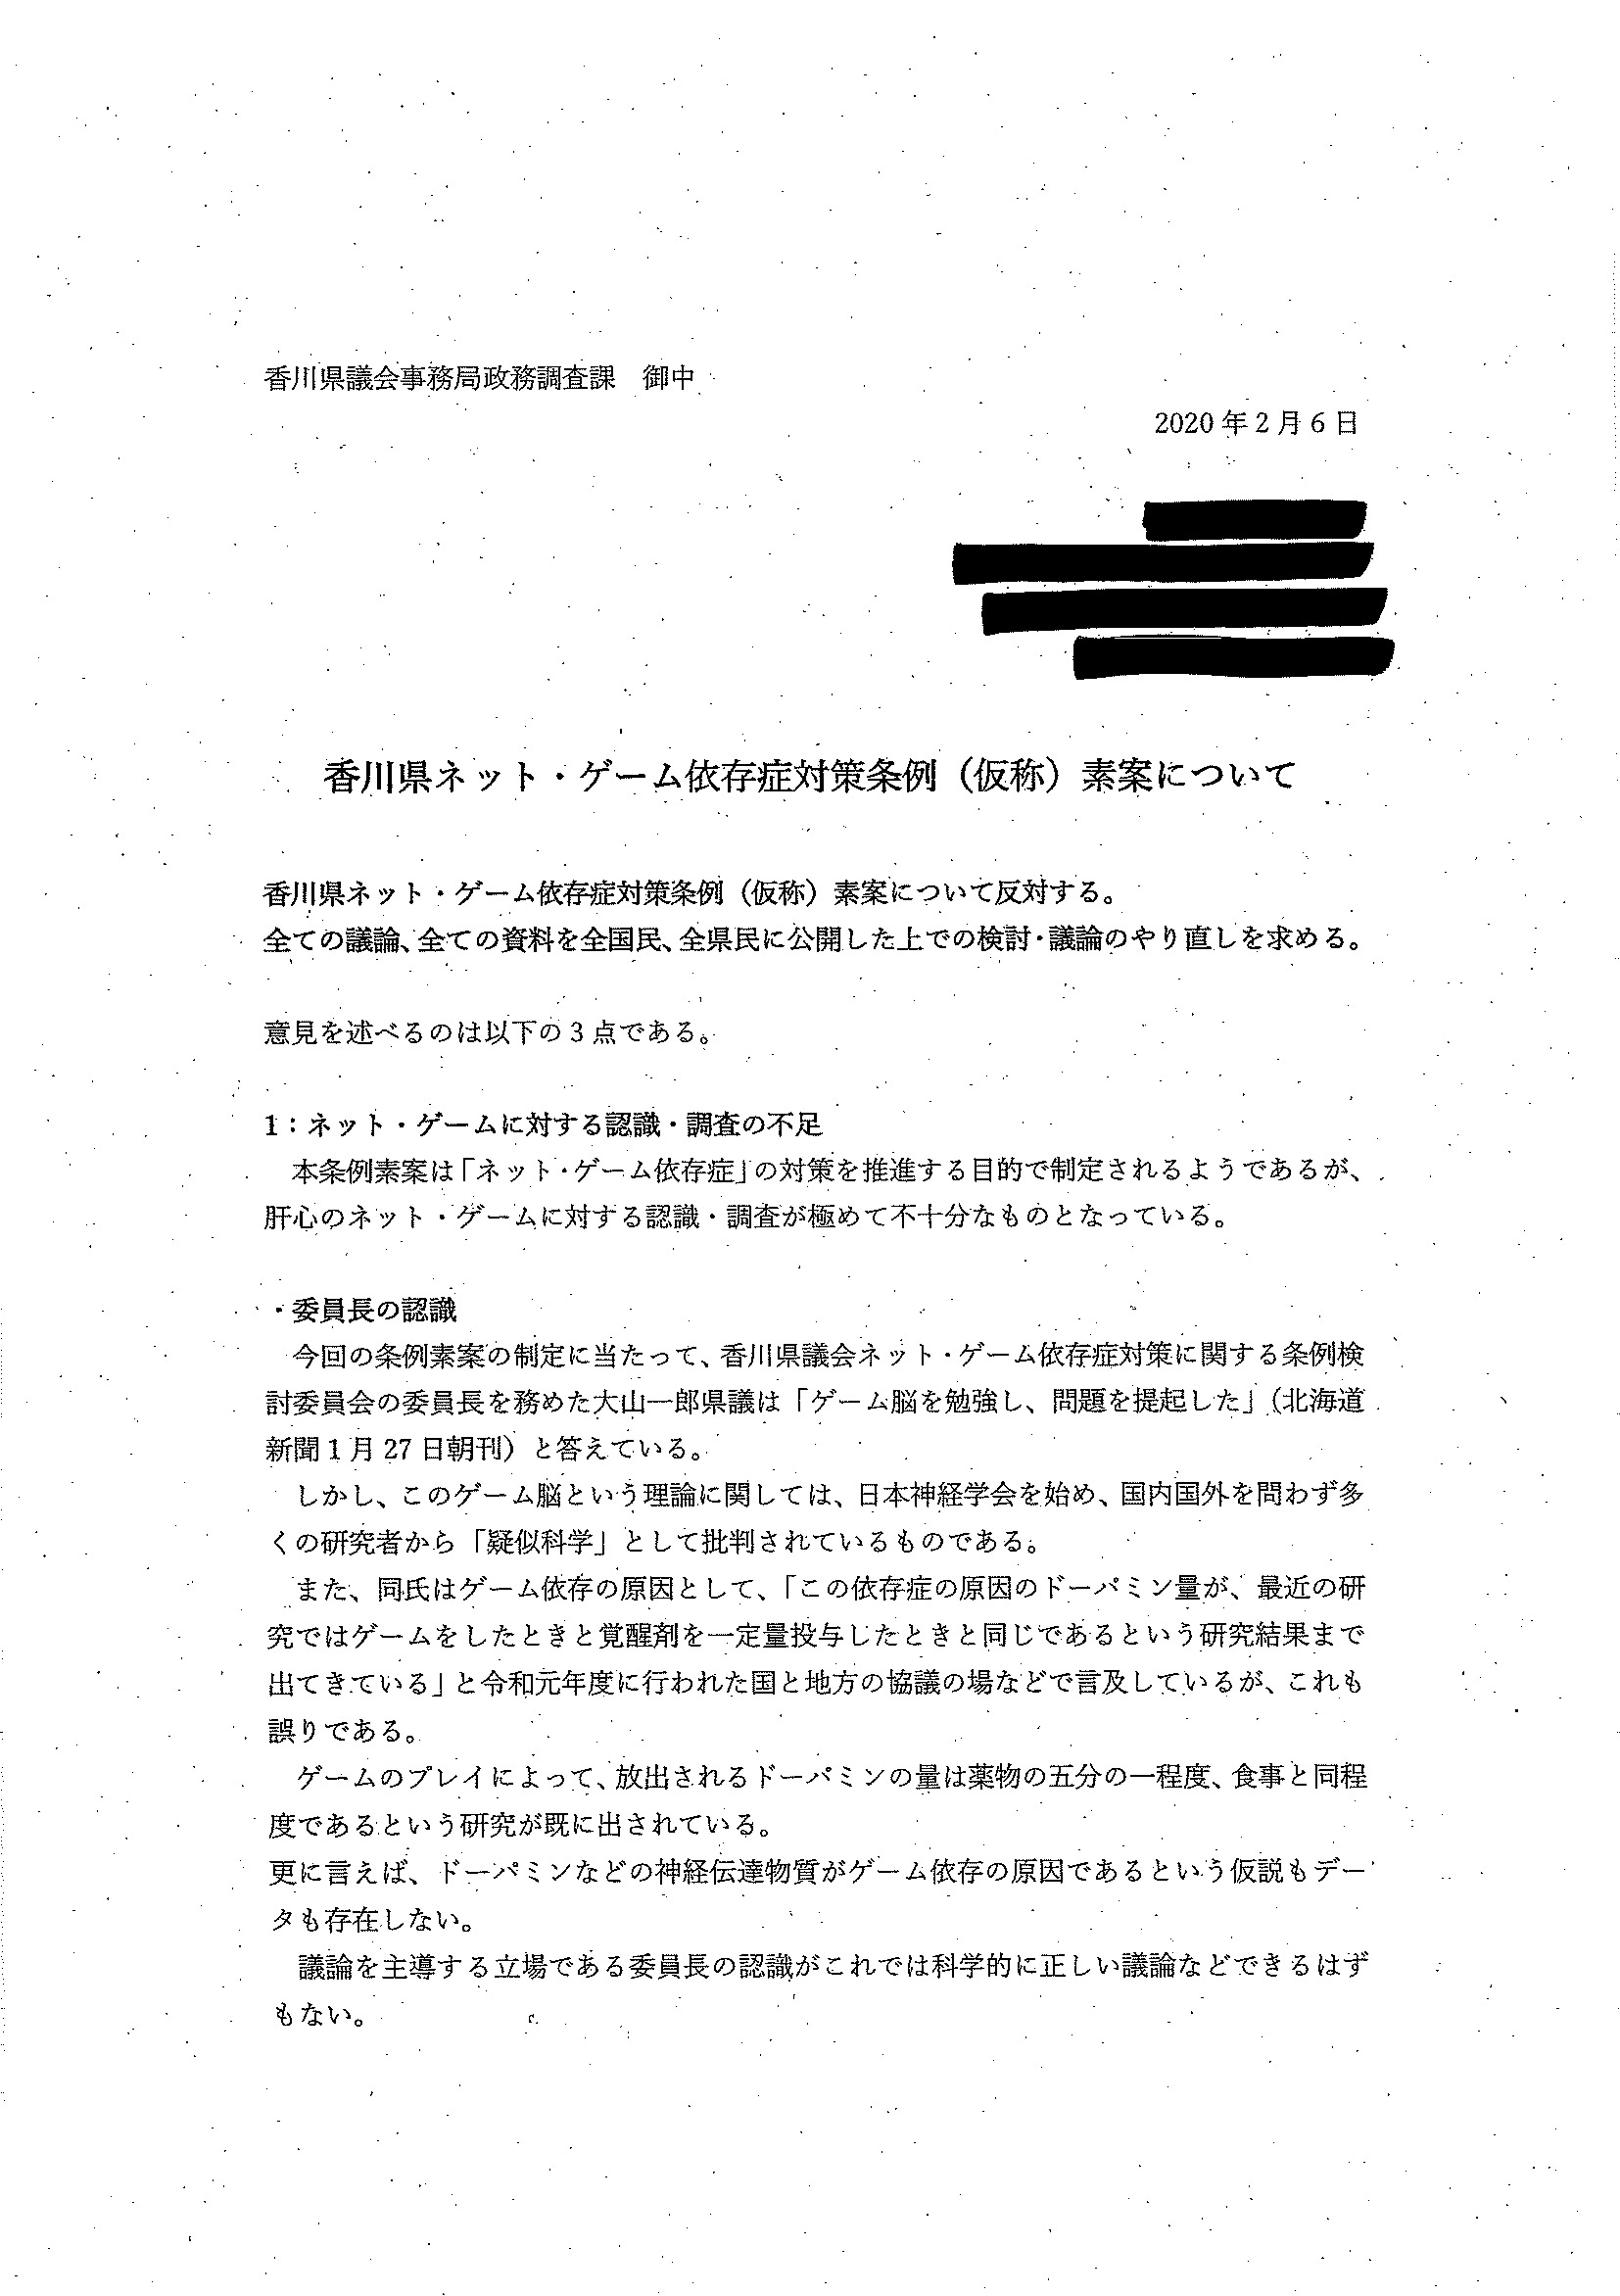 香川県議会事務局政務調査課　御中
2020年2月6日
香川県ネット・ゲーム依存症対策条例（仮称）素案について
香川県ネット・ゲーム依存症対策条例（仮称）素案について反対する。
全ての議論、全ての資料を全国民、全県民に公開した上での検討・議論のやり直しを求める。
意見を述べるのは以下の3点である。
1：ネット・ゲームに対する認識・調査の不足
本条例素案は「ネット・ゲーム依存症」の対策を推進する目的で制定されるようであるが、
肝心のネット・ゲームに対する認識・調査が極めて不十分なものとなっている。
・委員長の認識
今回の条例素案の制定に当たって、香川県議会ネット・ゲーム依存症対策に関する条例検
討委員会の委員長を務めた大山一郎県議は「ゲーム脳を勉強し、問題を提起した」（北海道
新聞1月27日朝刊）と答えている。
しかし、このゲーム脳という理論に関しては、日本神経学会を始め、国内国外を問わず多
くの研究者から「疑似科学」として批判されているものである。
また、同氏はゲーム依存の原因として、「この依存症の原因のドーパミン量が、最近の研
究ではゲームをしたときと覚醒剤を一定量投与したときと同じであるという研究結果まで
出てきている」と令和元年度に行われた国と地方の協議の場などで言及しているが、これも
誤りである。
ゲームのプレイによって、放出されるドーパミンの量は薬物の五分の一程度、食事と同程
度であるという研究が既に出されている。
更に言えば、ドーパミンなどの神経伝達物質がゲーム依存の原因であるという仮説もデー
タも存在しない。
議論を主導する立場である委員長の認識がこれでは科学的に正しい議論などできるはず
もない。